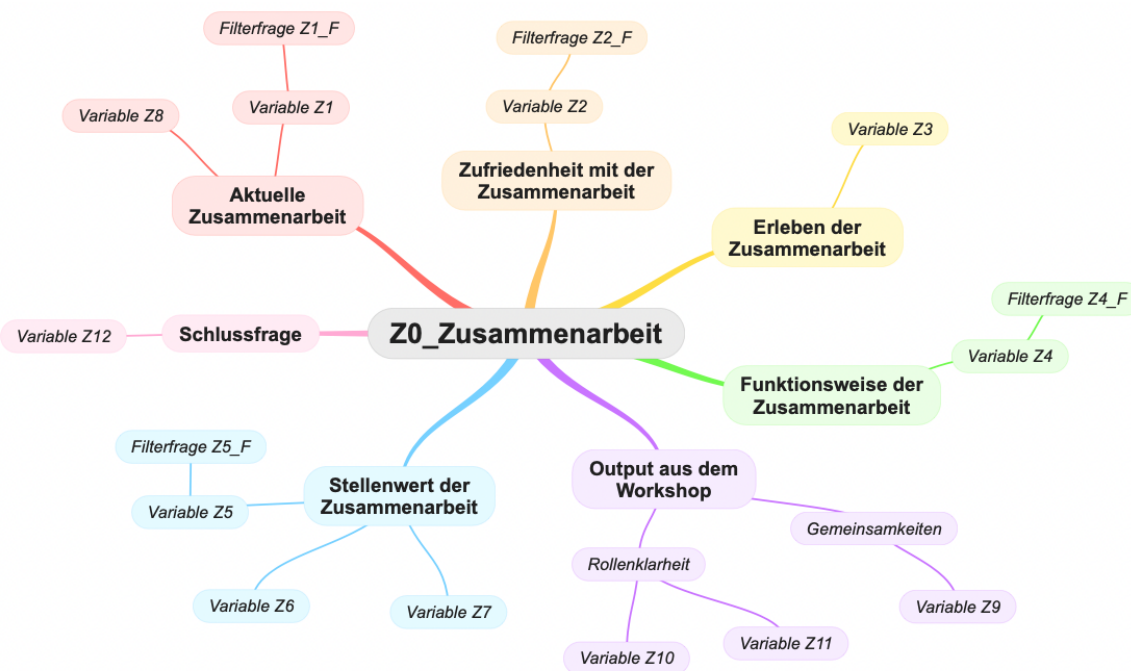 Filterfrage Z1_F
Filterfrage Z2_F
Variable Z8
Variable Z1
Variable Z2
Variable Z3
Aktuelle
Zusammenarbeit
Zufriedenheit mit der
Zusammenarbeit
Erleben der
Zusammenarbeit
Filterfrage Z4_F
Variable Z12
Schlussfrage
Z0_Zusammenarbeit
Variable Z4
Funktionsweise der
Zusammenarbeit
Filterfrage Z5_F
Variable Z5
Stellenwert der
Zusammenarbeit
Output aus dem
Workshop
Gemeinsamkeiten
Rollenklarheit
Variable Z6
Variable Z7
Variable Z9
Variable Z10
Variable Z11